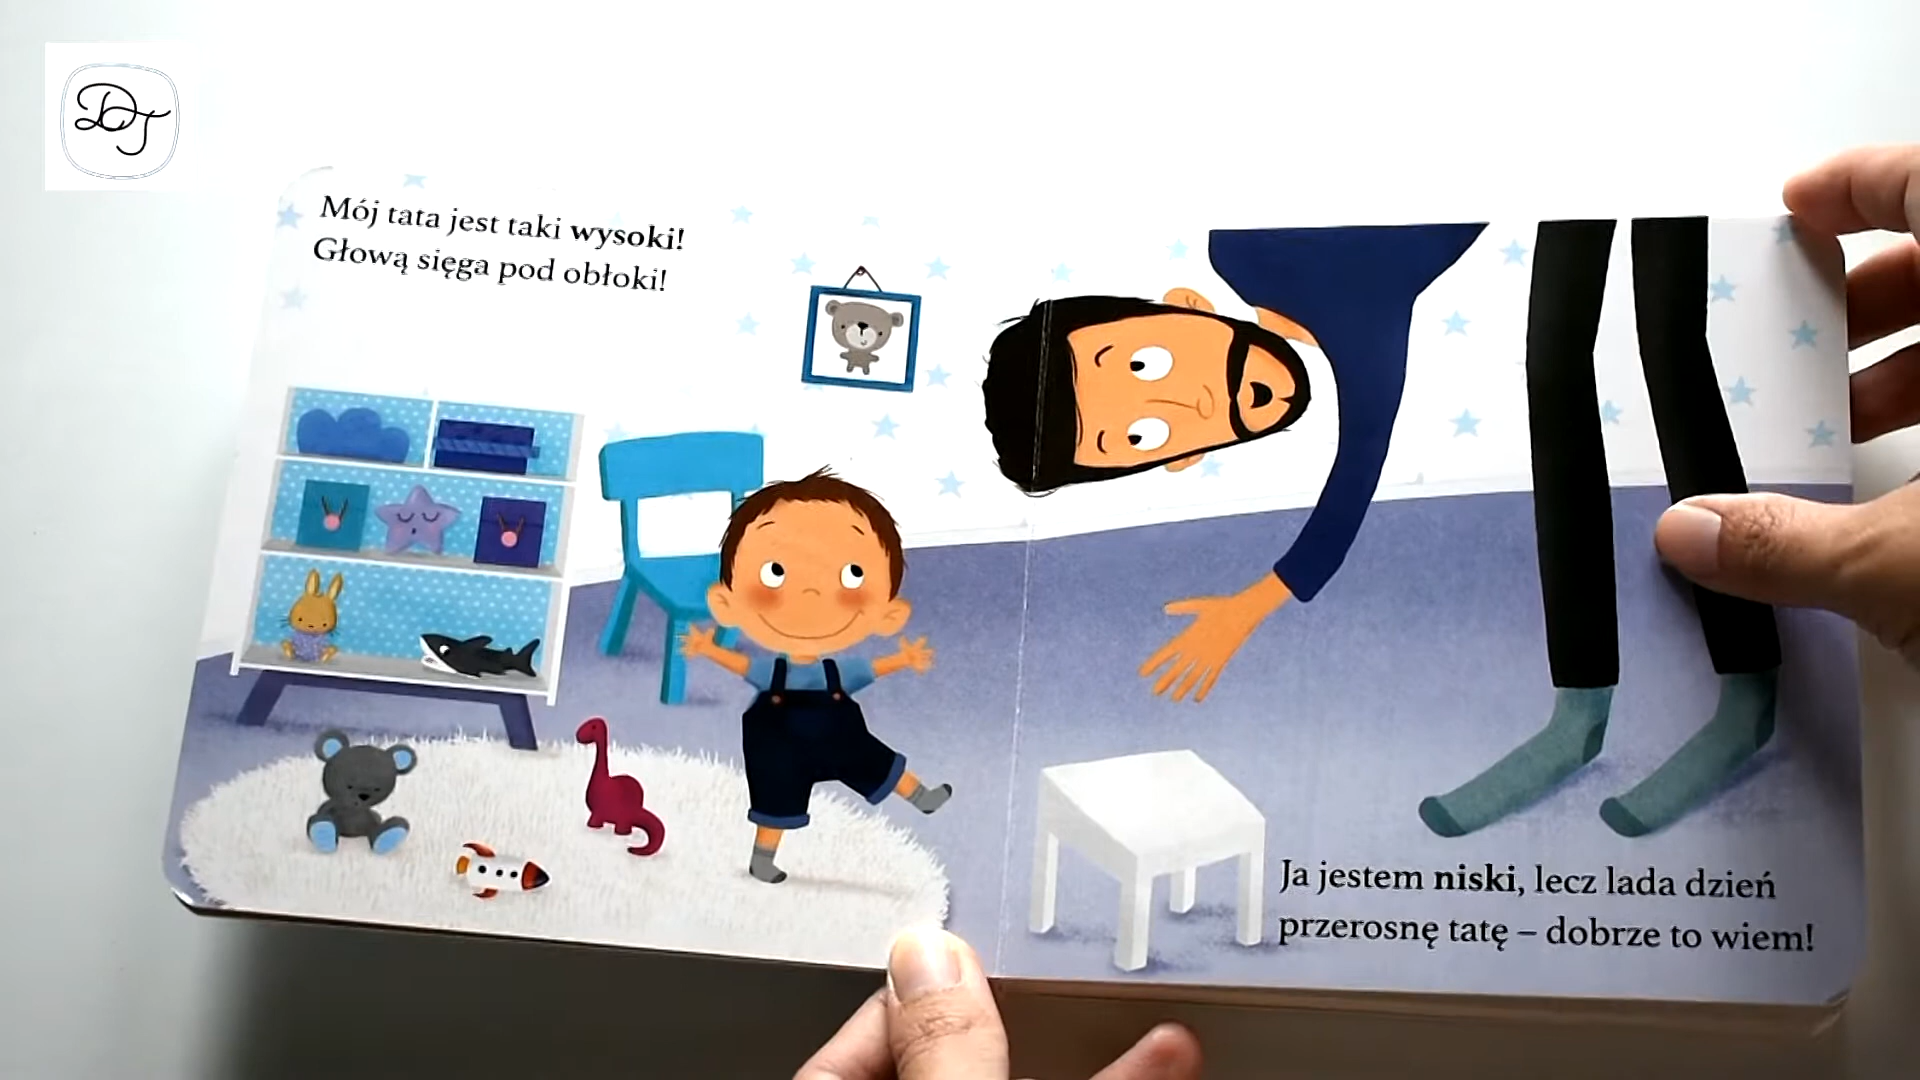 DJ
Mój tata jest taki wysoki!
Głową sięga pod obłoki!
Ja jestem niski, lecz lada dzień
przerosnę tatę – dobrze to wiem!